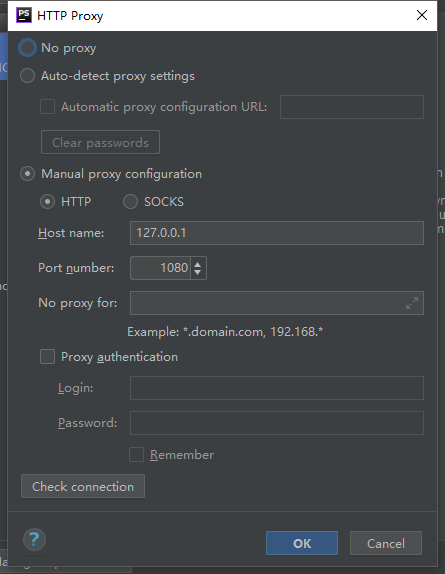 PS HTTP Proxy
No proxy
Auto-detect proxy settings
Automatic proxy configuration URL:
Clear passwords
Manual proxy configuration
HTTP SOCKS
Host name: 127.0.0.1
Port number: 1080
No proxy for:
Example: *.domain.com, 192.168.*
Proxy authentication
Login:
Password:
Remember
Check connection
? OK Cancel